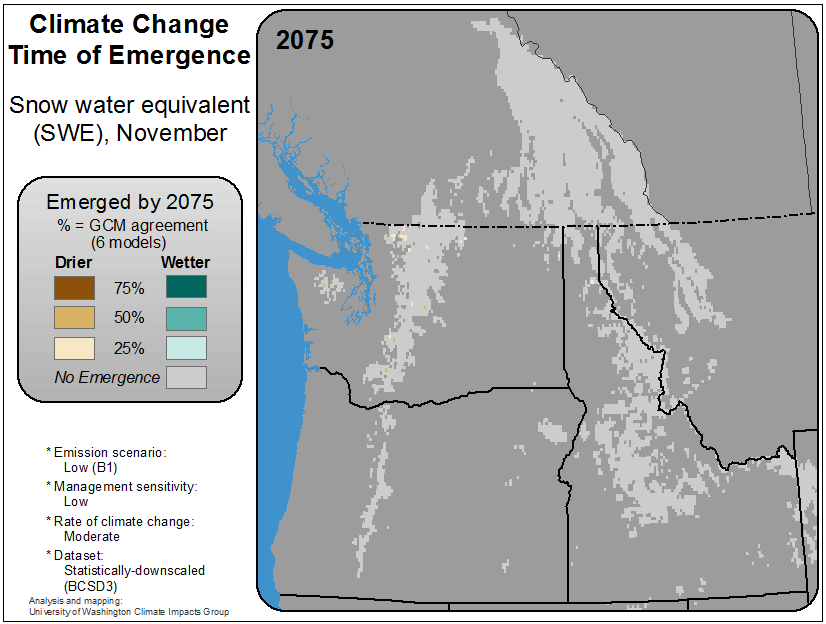 Climate Change
Time of Emergence
Snow water equivalent
(SWE), November
Emerged by 2075
% = GCM agreement
(6 models)
Drier Wetter
75%
50%
25%
No Emergence
* Emission scenario:
Low (B1)
* Management sensitivity:
Low
* Rate of climate change:
Moderate
* Dataset:
Statistically-downscaled
(BCSD3)
Analysis and mapping:
University of Washington Climate Impacts Group
2075